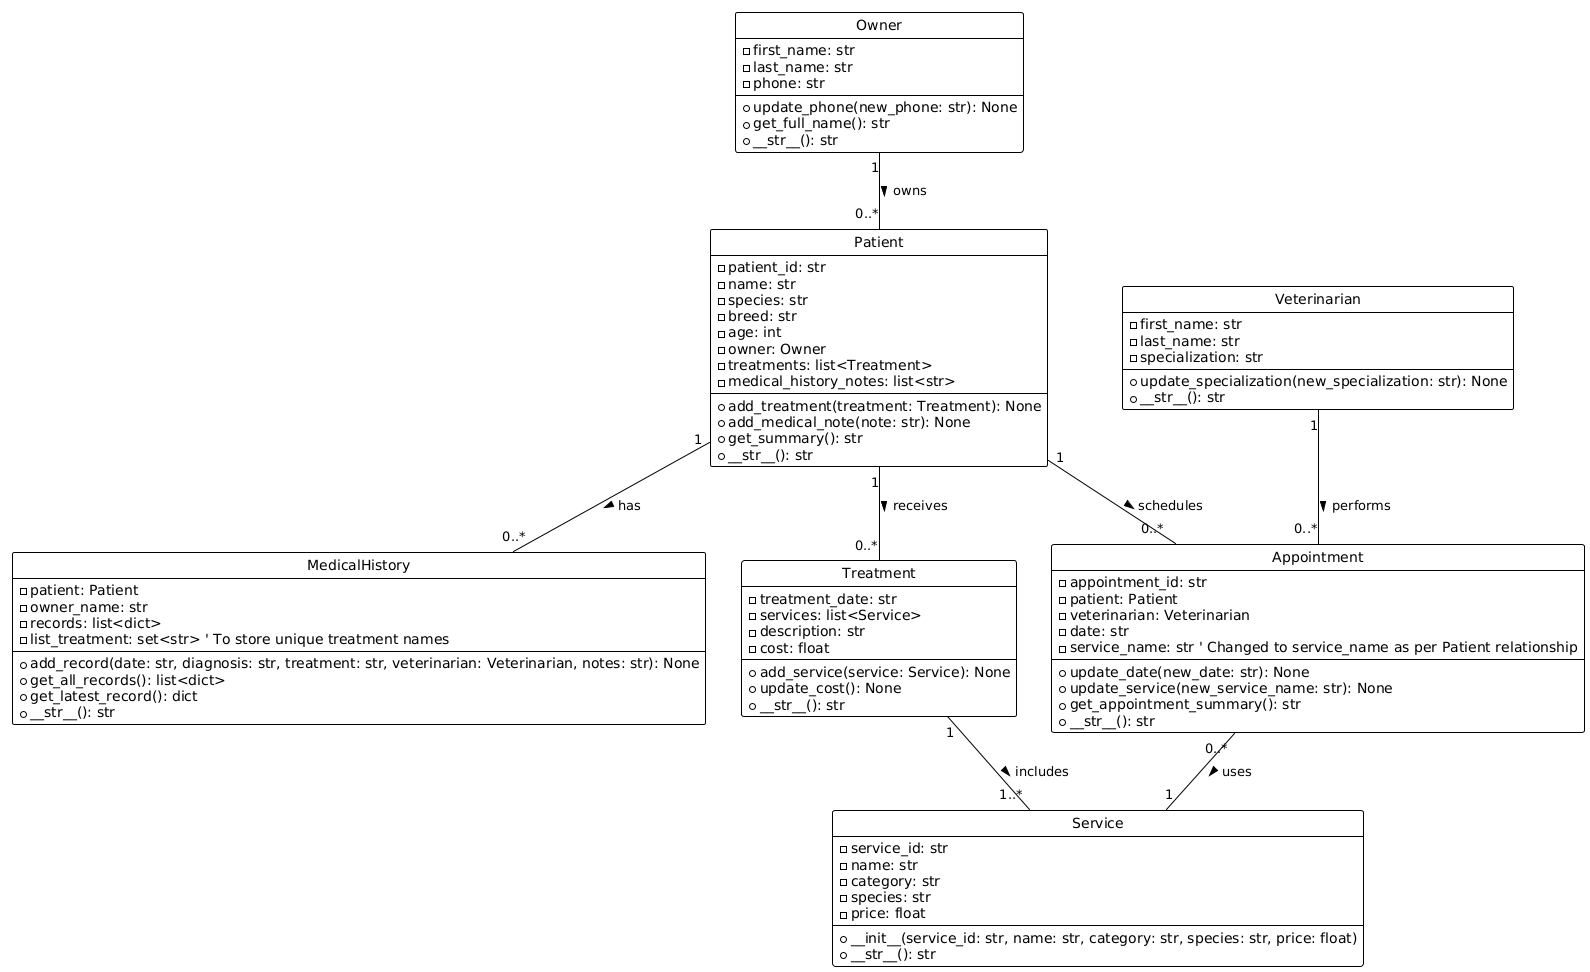 Owner
first_name: str
last_name: str
phone: str
update_phone(new_phone: str): None
get_full_name(): str
__str__(): str
1
owns
0..*
Patient
patient_id: str
name: str
species: str
breed: str
age: int
owner: Owner
treatments: list<Treatment>
medical_history_notes: list<str>
add_treatment(treatment: Treatment): None
add_medical_note(note: str): None
get_summary(): str
__str__(): str
Veterinarian
first_name: str
last_name: str
specialization: str
update_specialization(new_specialization: str): None
__str__(): str
1
has
0..*
1
receives
0..*
1
schedules
0..*
1
performs
0..*
MedicalHistory
patient: Patient
owner_name: str
records: list<dict>
list_treatment: set<str> ' To store unique treatment names
add_record(date: str, diagnosis: str, treatment: str, veterinarian: Veterinarian, notes: str): None
get_all_records(): list<dict>
get_latest_record(): dict
__str__(): str
Treatment
treatment_date: str
services: list<Service>
description: str
cost: float
add_service(service: Service): None
update_cost(): None
__str__(): str
Appointment
appointment_id: str
patient: Patient
veterinarian: Veterinarian
date: str
service_name: str ' Changed to service_name as per Patient relationship
update_date(new_date: str): None
update_service(new_service_name: str): None
get_appointment_summary(): str
__str__(): str
1
includes
1..*
0..*
uses
1
Service
service_id: str
name: str
category: str
species: str
price: float
__init__(service_id: str, name: str, category: str, species: str, price: float)
__str__(): str